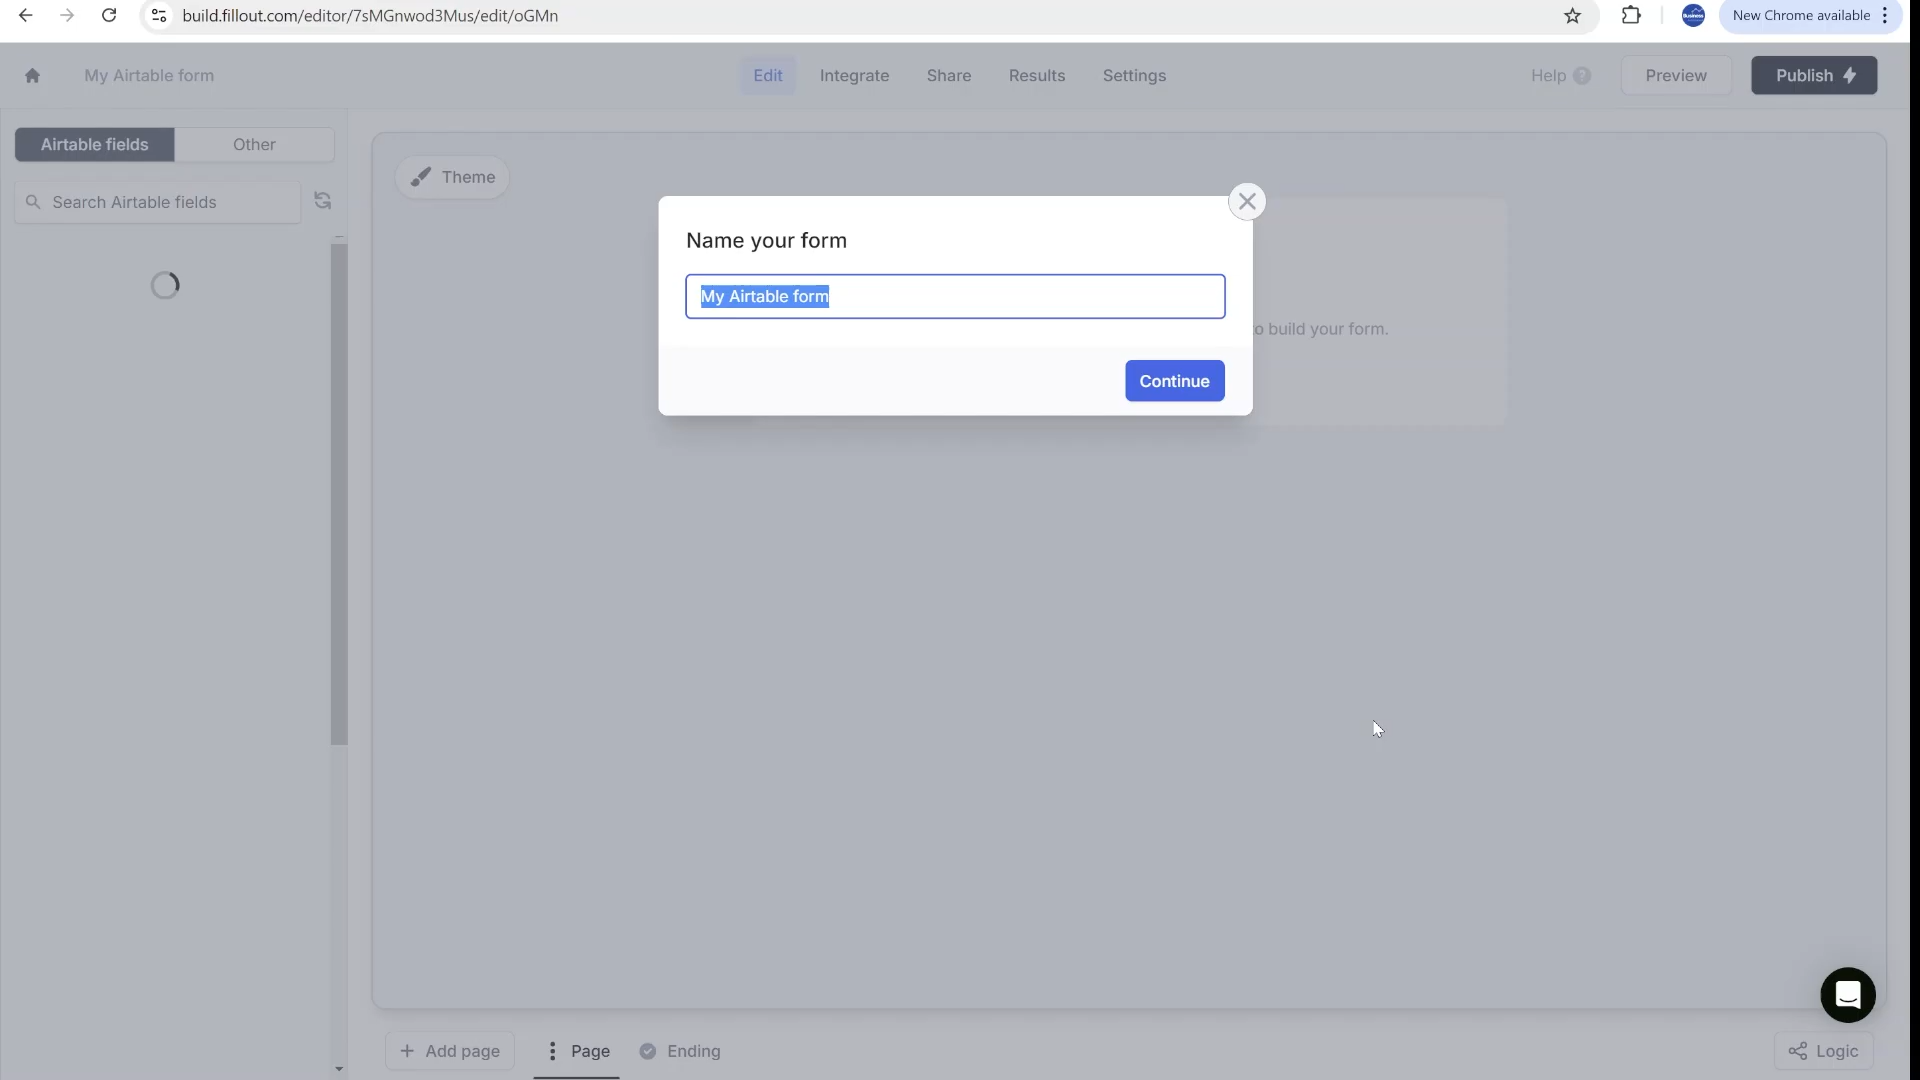 build.fillout.com/editor/7sMGnwod3Mus/edit/oGMn
New Chrome available
My Airtable form
Edit
Integrate
Share
Results
Settings
Help
Preview
Publish
Airtable fields
Other
Search Airtable fields
Theme
Name your form
My Airtable form
to build your form.
Continue
Add page
Page
Ending
Logic